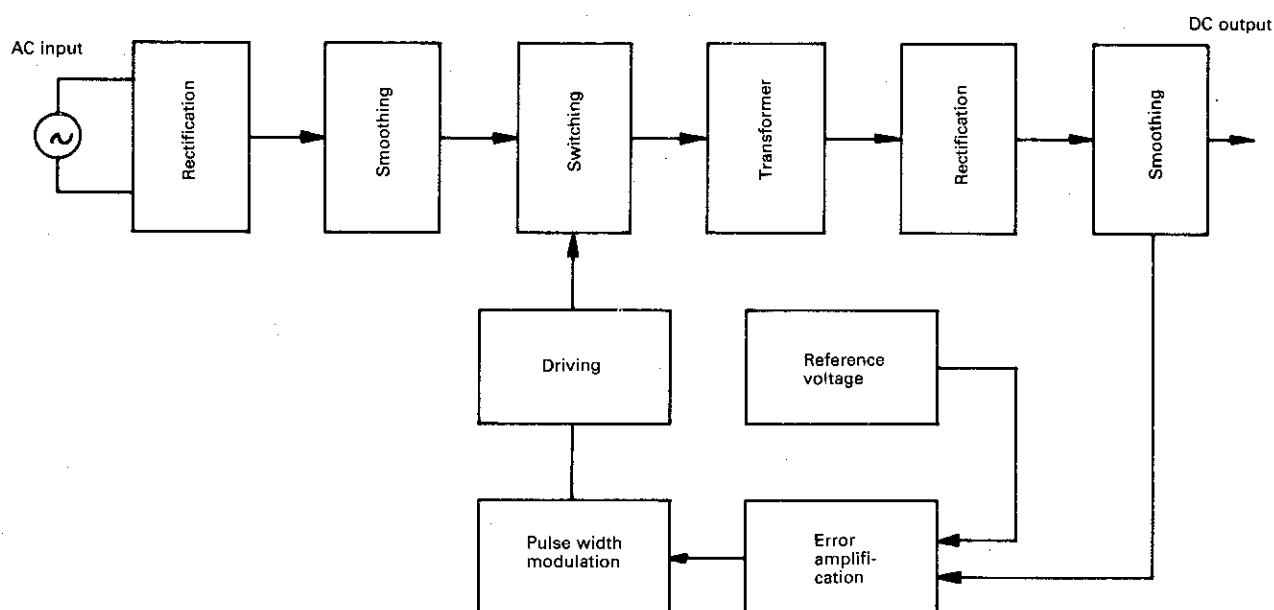 AC input
DC output
Rectification
Smoothing
Switching
Transformer
Rectification
Smoothing
Driving
Reference
voltage
Pulse width
modulation
Error
amplifi-
cation